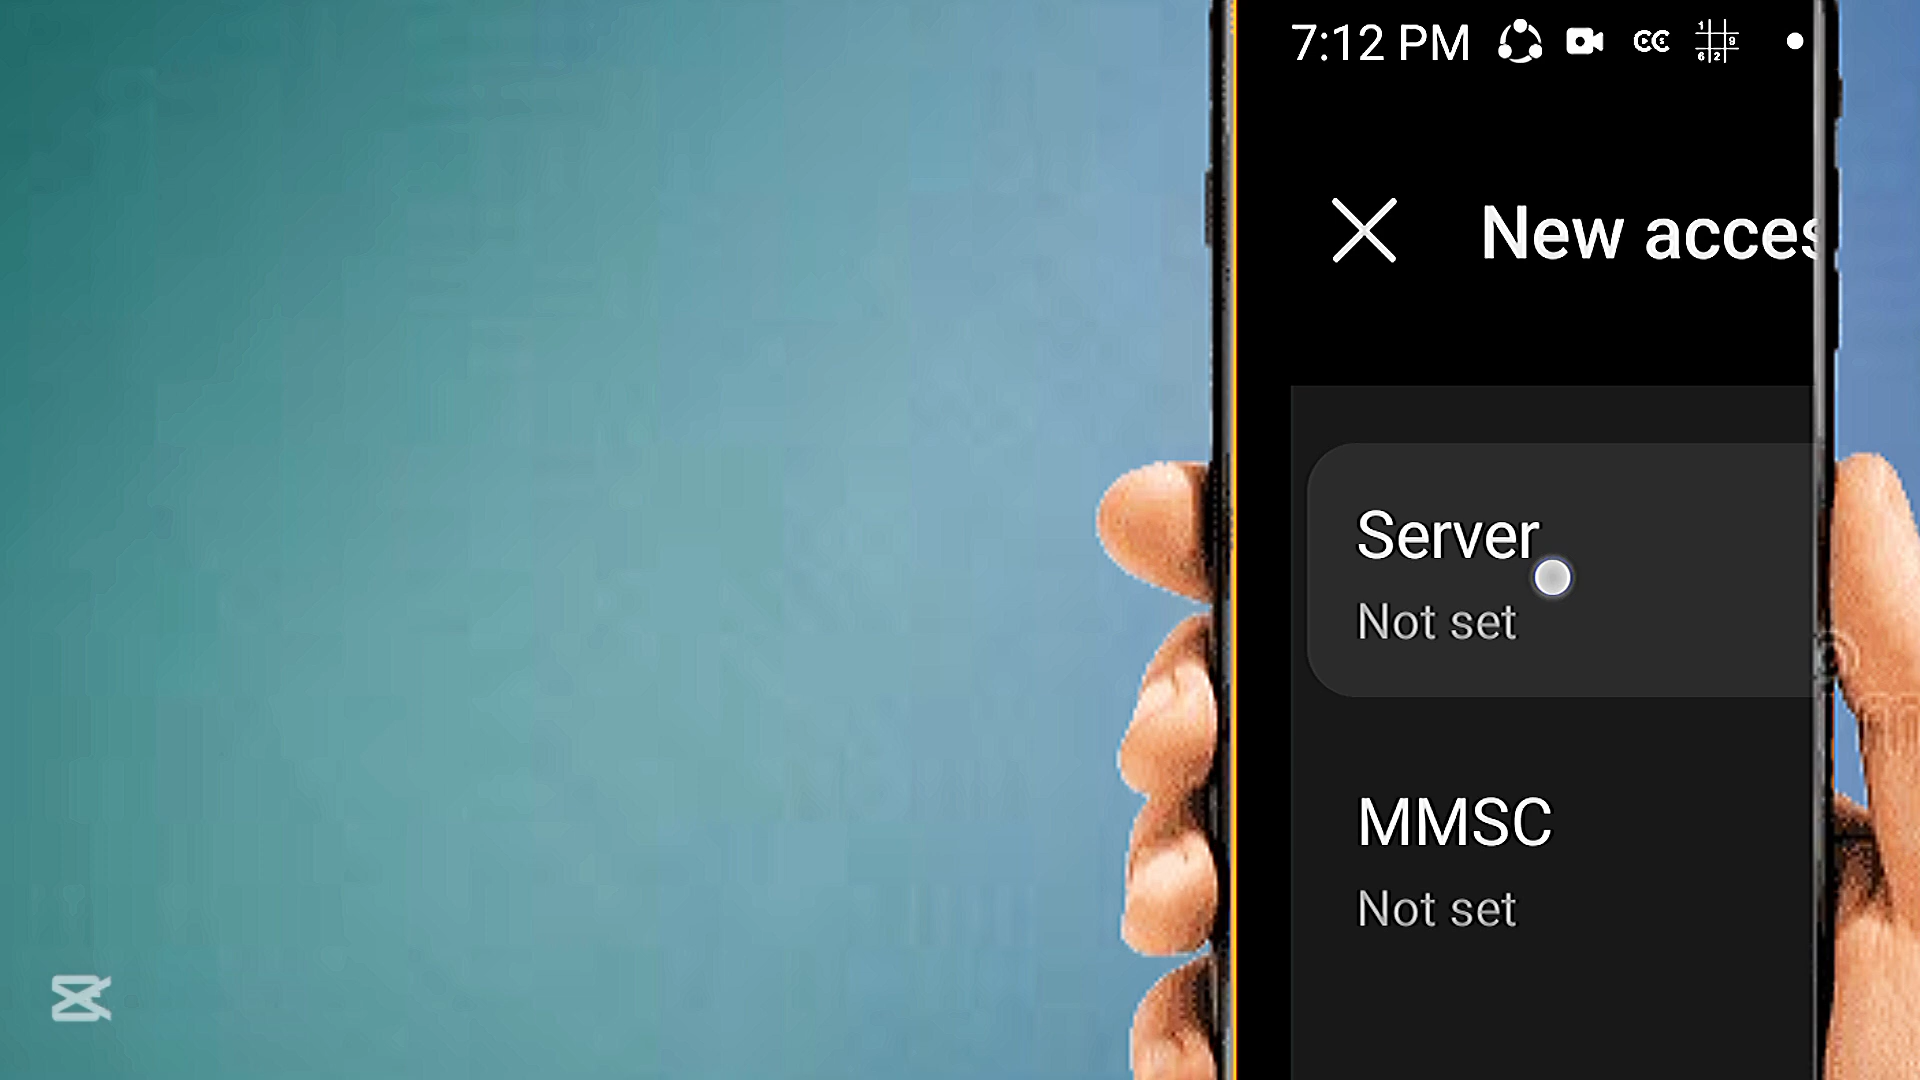 7:12 PM
New acces
Server
Not set
MMSC
Not set